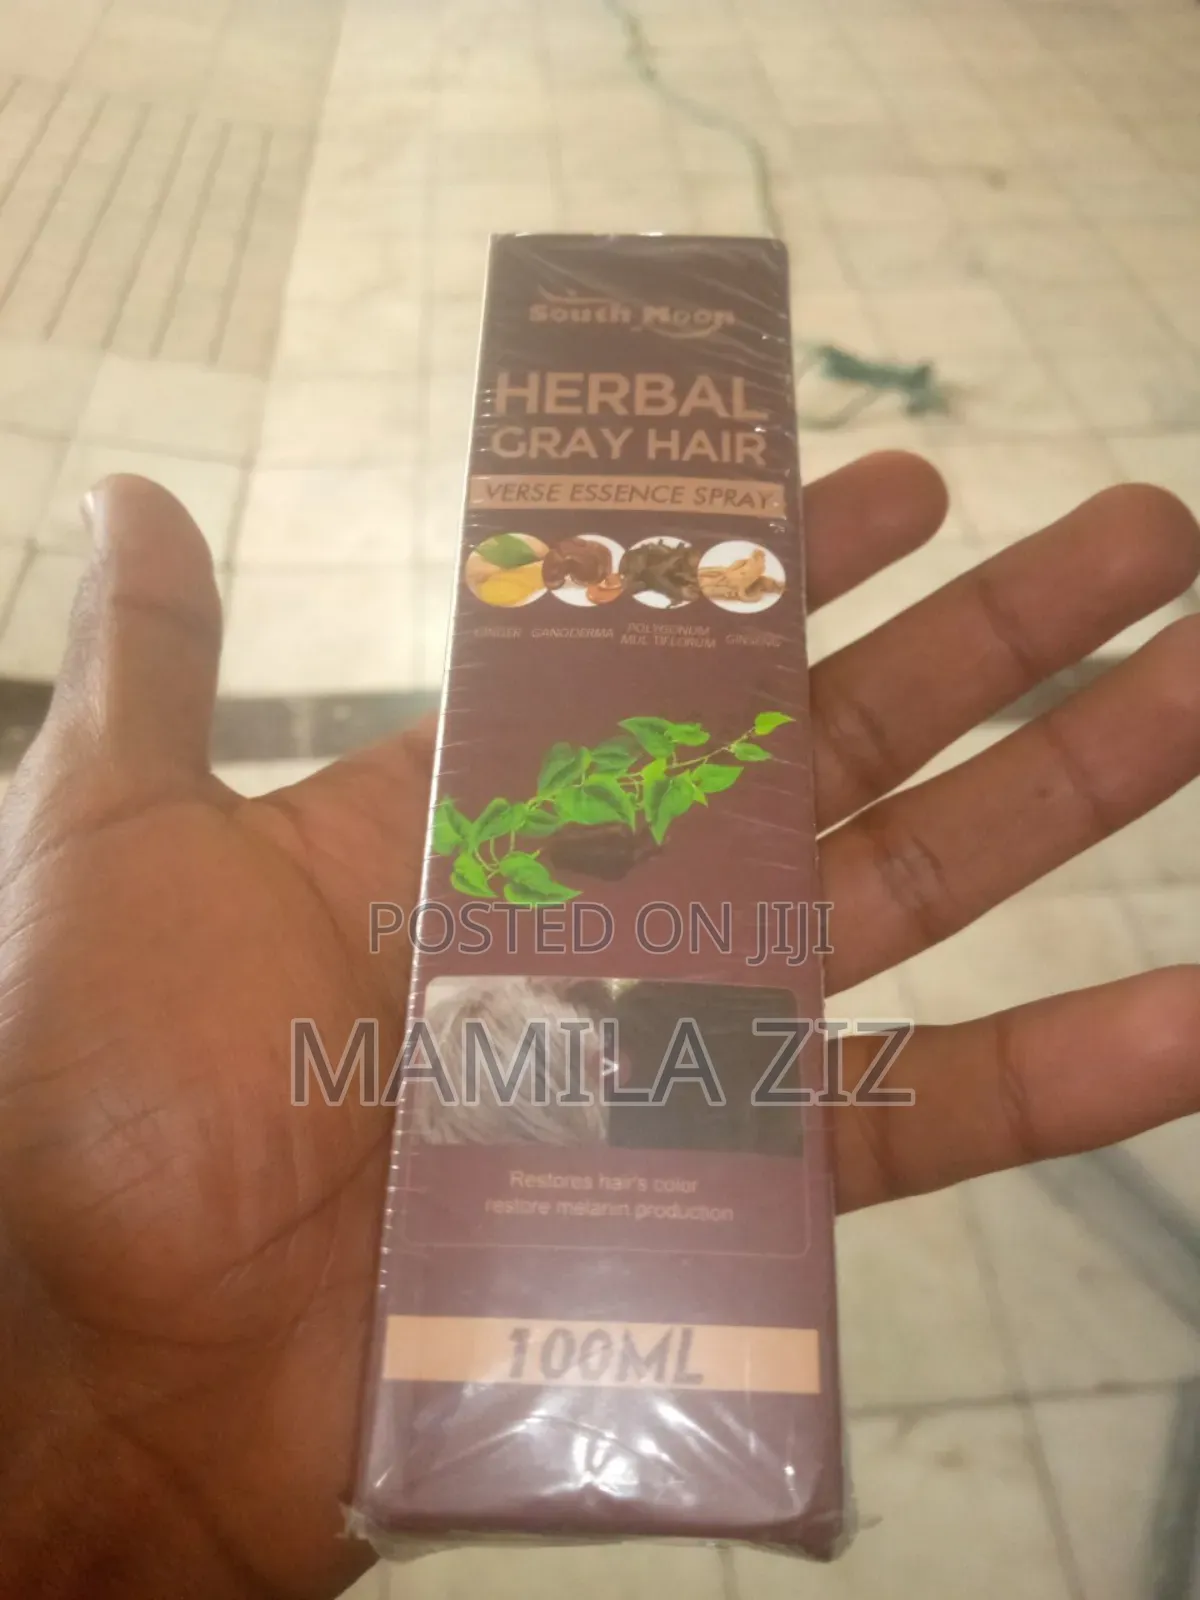 South Moon
HERBAL
GRAY HAIR
VERSE ESSENCE SPRAY
GINGER GANODERMA POLYGONUM MULTIFLORUM GINSENG
POSTED ON JIJI
MAMILA ZIZ
>
Restores hair's color
restore melanin production
100ML